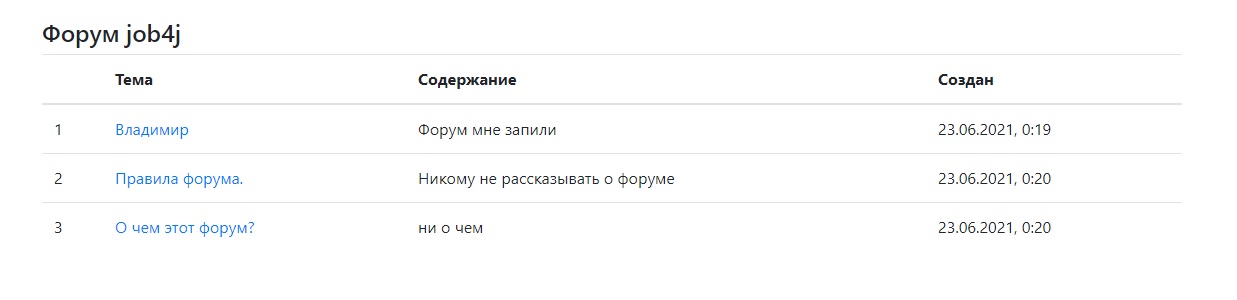 Форум job4j
Тема Содержание Создан
1 Владимир Форум мне запили 23.06.2021, 0:19
2 Правила форума. Никому не рассказывать о форуме 23.06.2021, 0:20
3 О чем этот форум? ни о чем 23.06.2021, 0:20